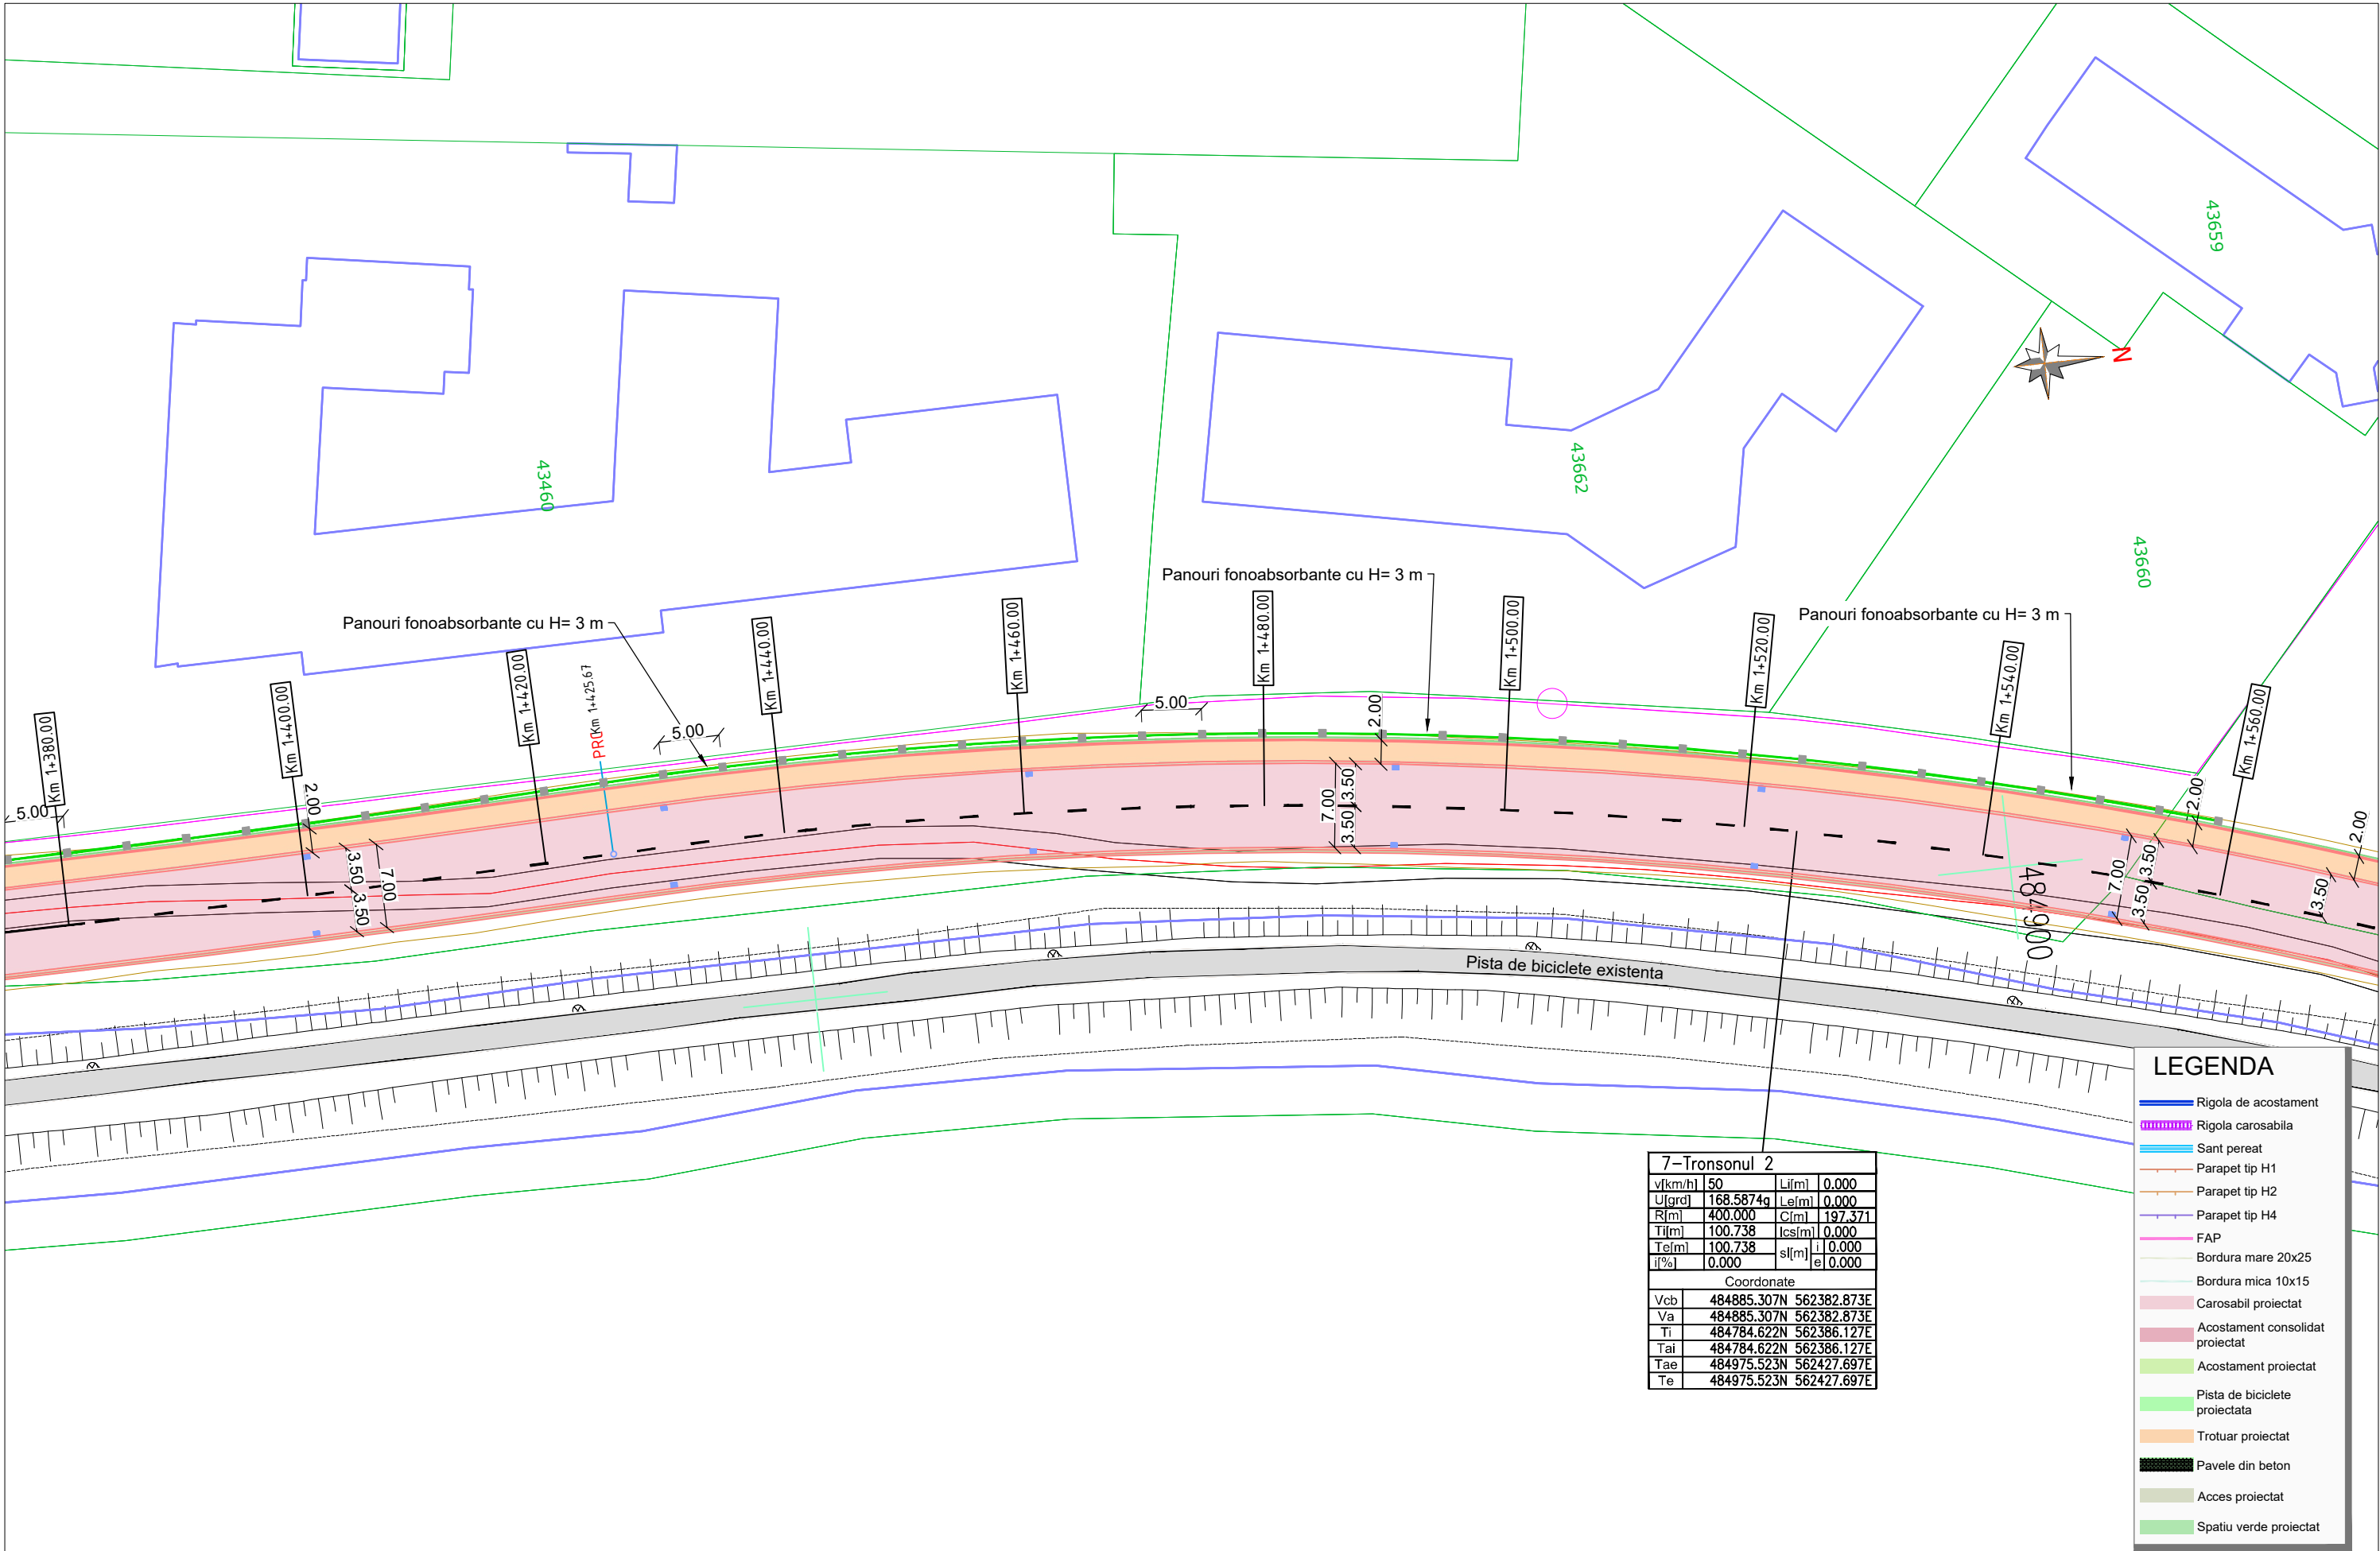 43659
N
43460
43662
43660
Panouri fonoabsorbante cu H= 3 m
Panouri fonoabsorbante cu H= 3 m
Panouri fonoabsorbante cu H= 3 m
Km 1+380.00
Km 1+400.00
Km 1+420.00
Km 1+425.67
Km 1+440.00
Km 1+460.00
Km 1+480.00
Km 1+500.00
Km 1+520.00
Km 1+540.00
Km 1+560.00
5.00
2.00
3.50
3.50
7.00
5.00
5.00
2.00
7.00
3.50
3.50
2.00
7.00
3.50
3.50
2.00
3.50
Pista de biciclete existenta
7-Tronsonul 2
v[km/h] 50 Li[m] 0.000
U[grd] 168.5874g Le[m] 0.000
R[m] 400.000 C[m] 197.371
Ti[m] 100.738 lcs[m] 0.000
Te[m] 100.738 sl[m] i 0.000
i[%] 0.000 e 0.000
Coordonate
Vcb 484885.307N 562382.873E
Va 484885.307N 562382.873E
Ti 484784.622N 562386.127E
Tai 484784.622N 562386.127E
Tae 484975.523N 562427.697E
Te 484975.523N 562427.697E
LEGENDA
Rigola de acostament
Rigola carosabila
Sant pereat
Parapet tip H1
Parapet tip H2
Parapet tip H4
FAP
Bordura mare 20x25
Bordura mica 10x15
Carosabil proiectat
Acostament consolidat
proiectat
Acostament proiectat
Pista de biciclete
proiectata
Trotuar proiectat
Pavele din beton
Acces proiectat
Spatiu verde proiectat